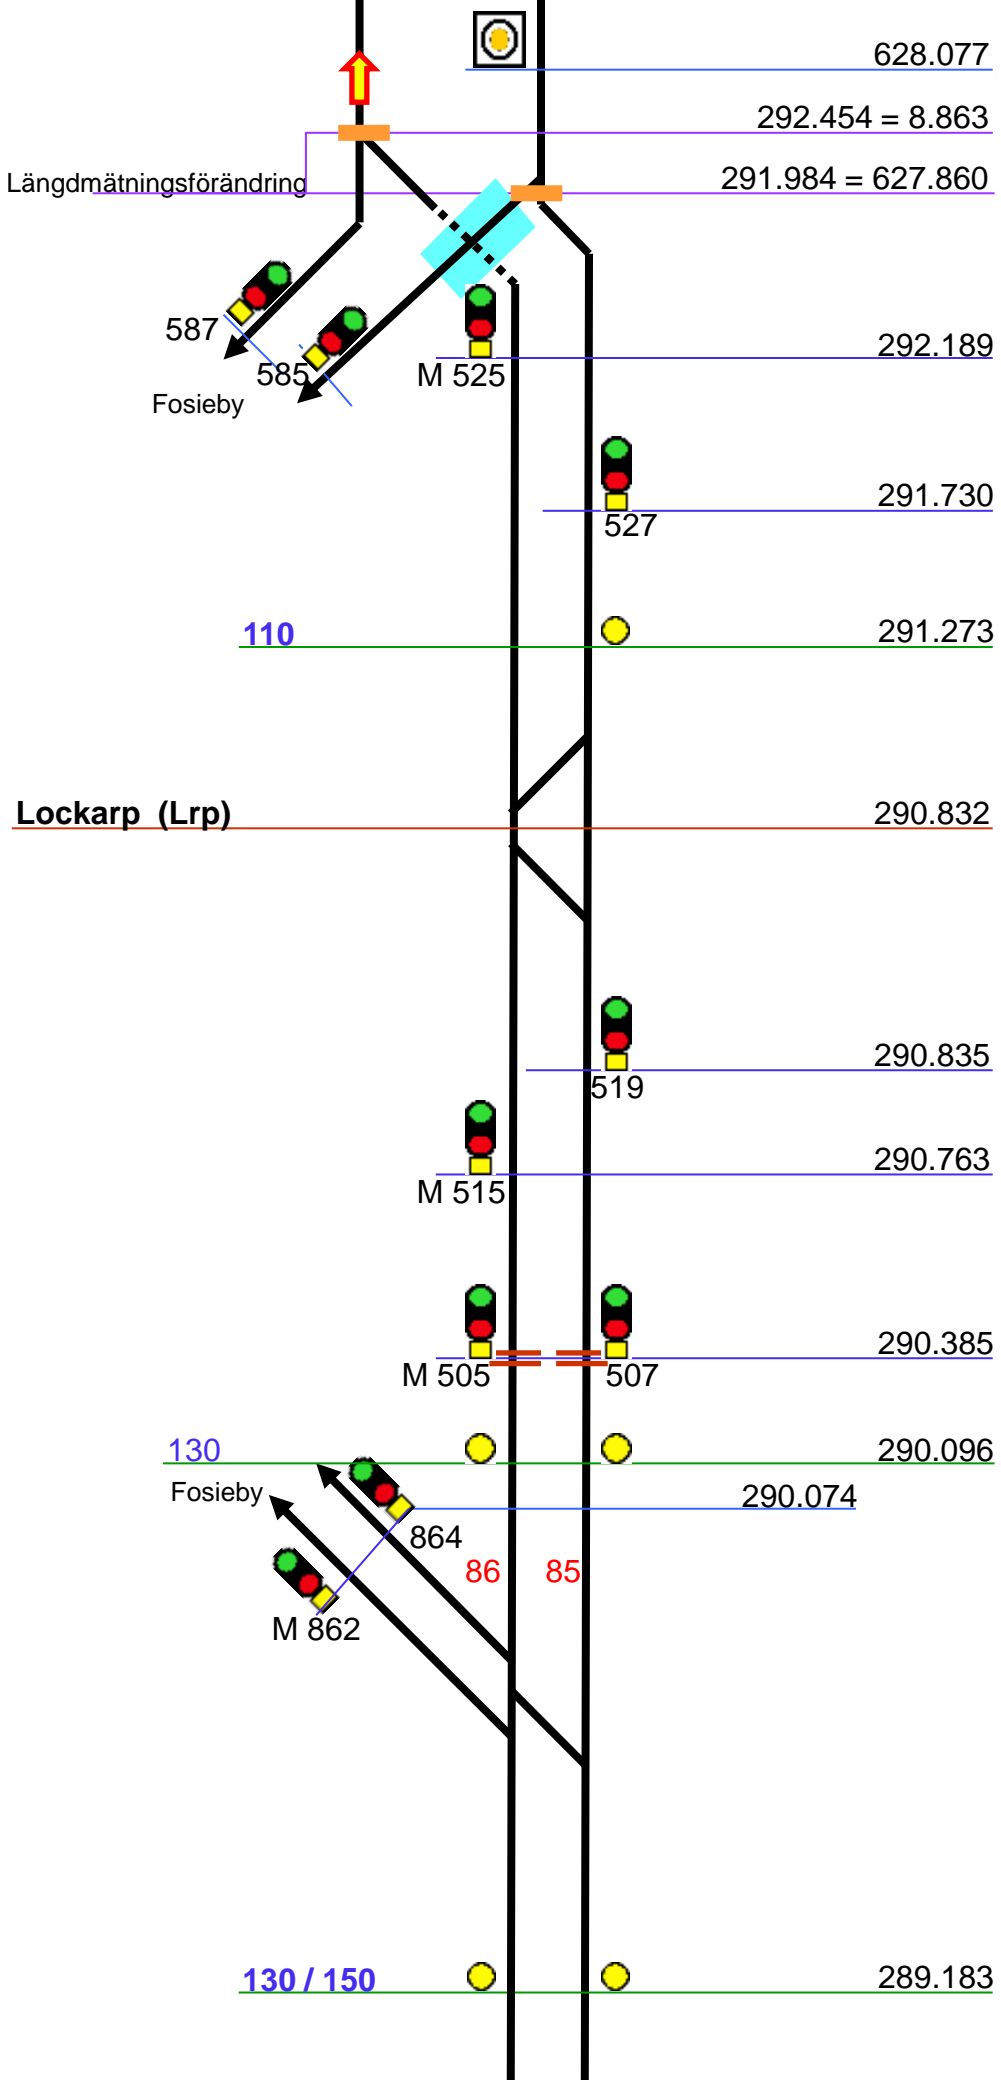 628.077
292.454 = 8.863
Längdmätningsförändring
291.984 = 627.860
587
585
M 525
292.189
Fosieby
291.730
527
110
291.273
Lockarp (Lrp)
290.832
290.835
519
290.763
M 515
290.385
M 505
507
130
290.096
Fosieby
290.074
864
86
85
M 862
130 / 150
289.183